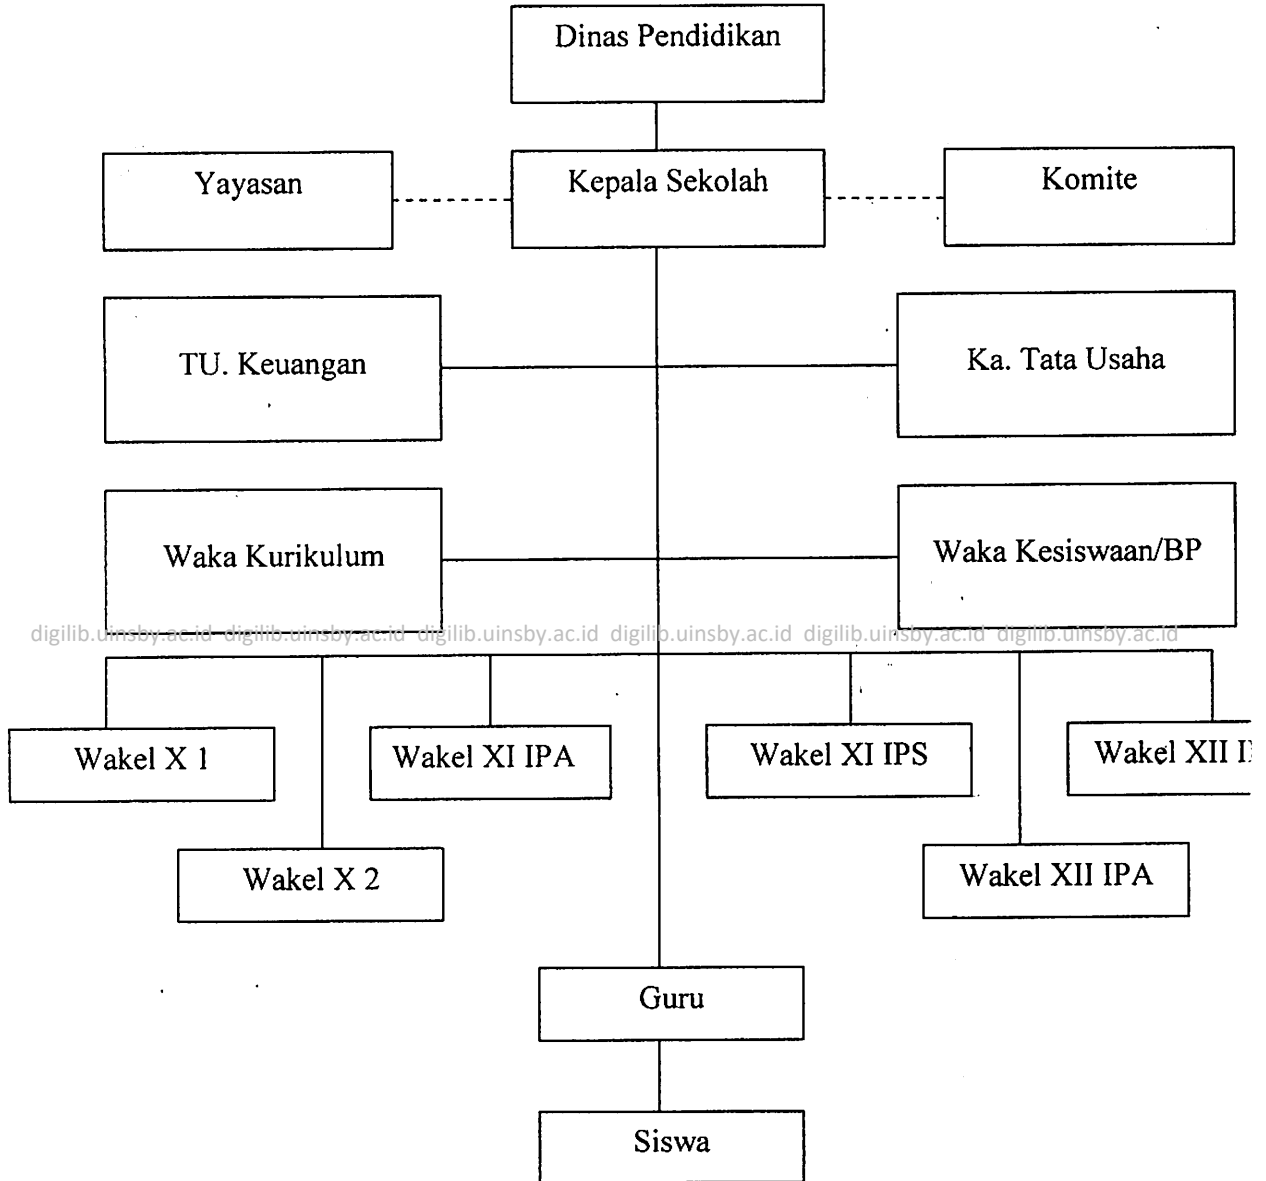 Dinas Pendidikan
Yayasan
Kepala Sekolah
Komite
TU. Keuangan
Ka. Tata Usaha
Waka Kurikulum
Waka Kesiswaan/BP
digilib.uinsby.ac.id digilib.uinsby.ac.id digilib.uinsby.ac.id digilib.uinsby.ac.id digilib.uinsby.ac.id digilib.uinsby.ac.id
Wakel X 1
Wakel XI IPA
Wakel XI IPS
Wakel XII
Wakel X 2
Wakel XII IPA
Guru
Siswa